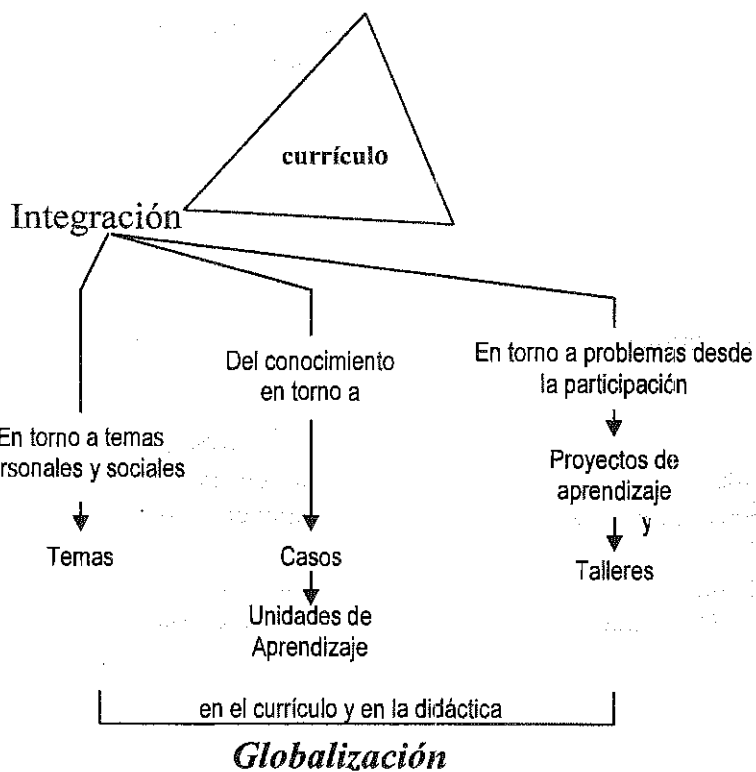 currículo
Integración
Del conocimiento
en torno a
En torno a problemas desde
la participación
En torno a temas
rsonales y sociales
Proyectos de
aprendizaje
y
Temas
Casos
Talleres
Unidades de
Aprendizaje
en el currículo y en la didáctica
Globalización